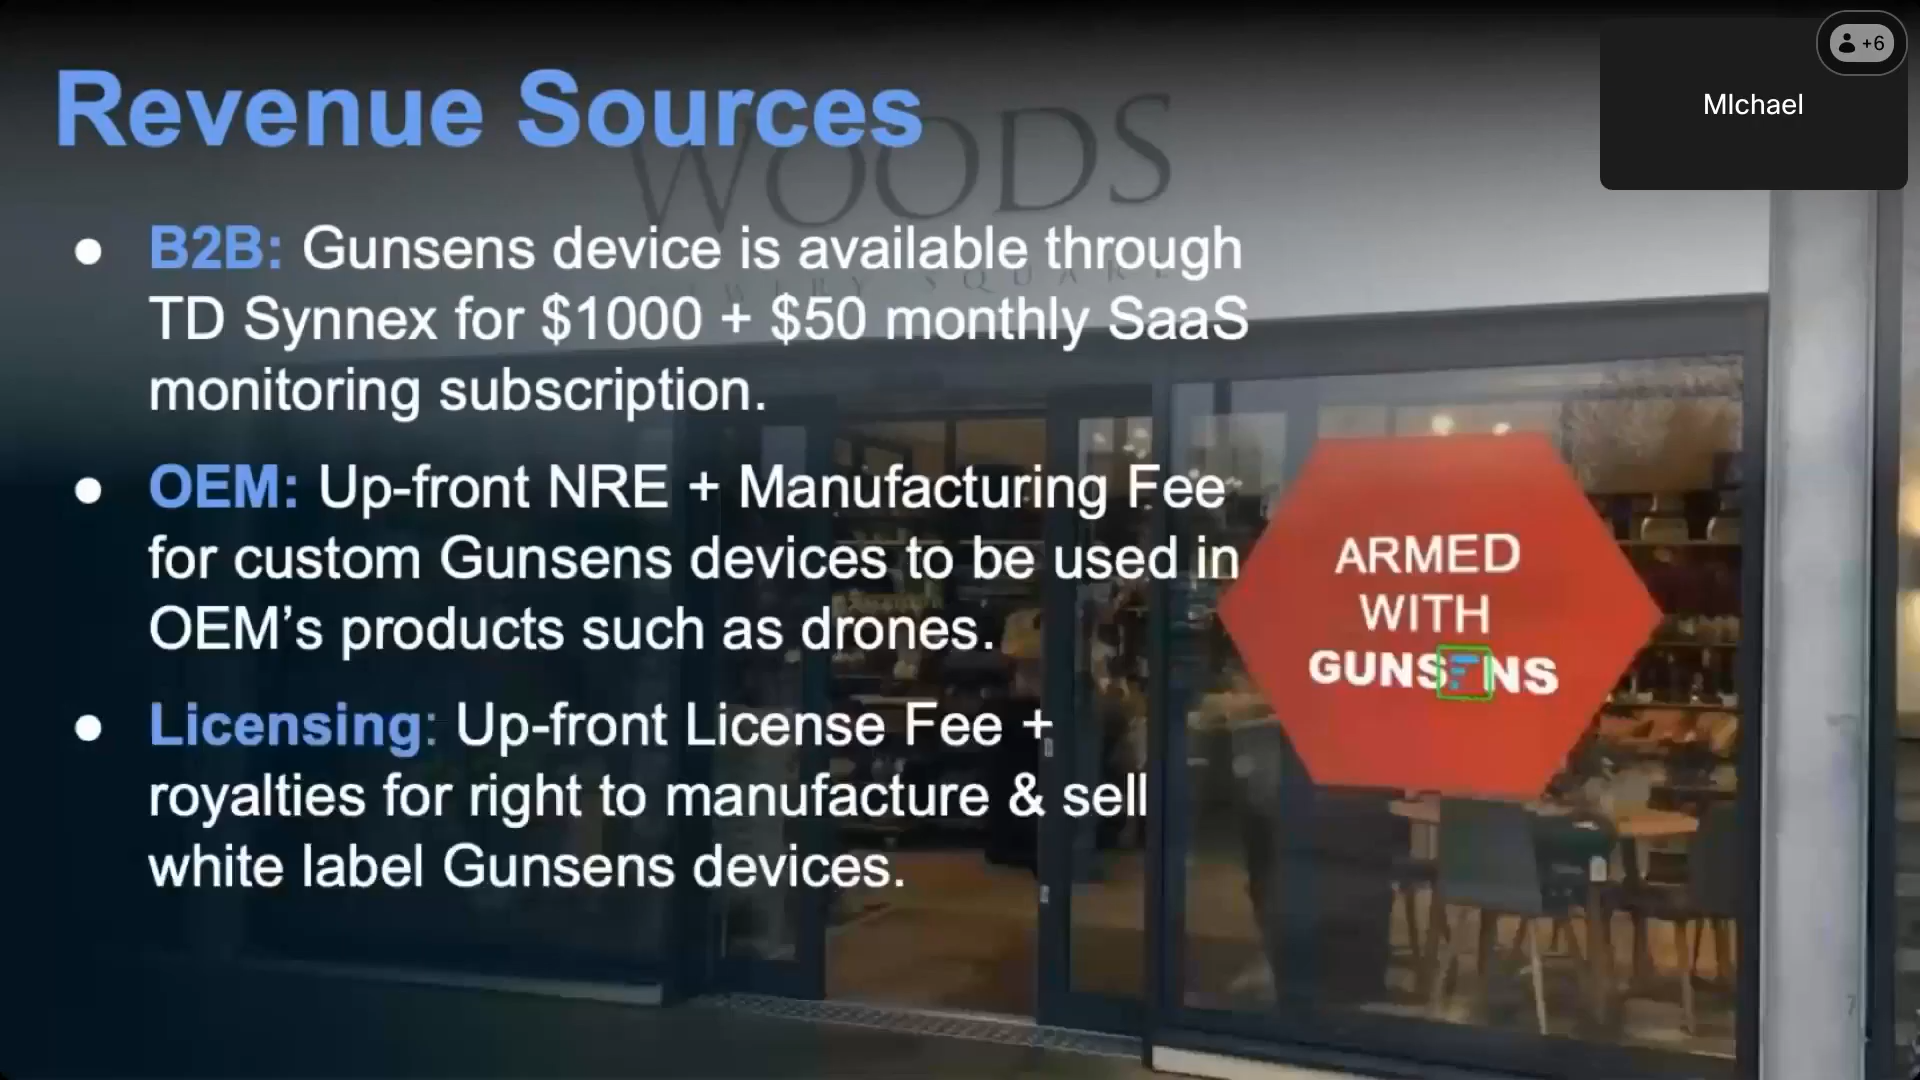 Revenue Sources
WOODS
● B2B: Gunsens device is available through
TD Synnex for $1000 + $50 monthly SaaS
monitoring subscription.
● OEM: Up-front NRE + Manufacturing Fee
for custom Gunsens devices to be used in
OEM’s products such as drones.
● Licensing: Up-front License Fee +
royalties for right to manufacture & sell
white label Gunsens devices.
ARMED
WITH
GUNSENS
MIchael
+6
7